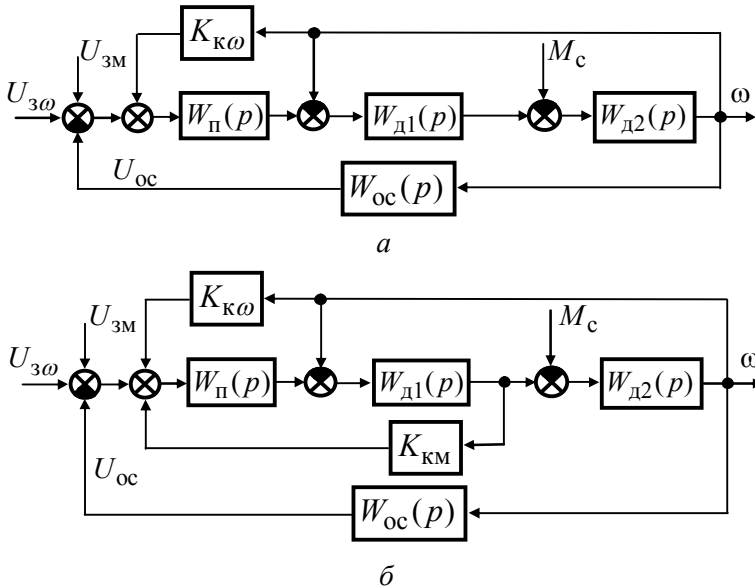 K_кω
U_зм
M_с
U_зω
W_п(p)
W_д1(p)
W_д2(p)
ω
U_ос
W_ос(p)
а
K_кω
U_зм
M_с
U_зω
W_п(p)
W_д1(p)
W_д2(p)
ω
K_км
U_ос
W_ос(p)
б